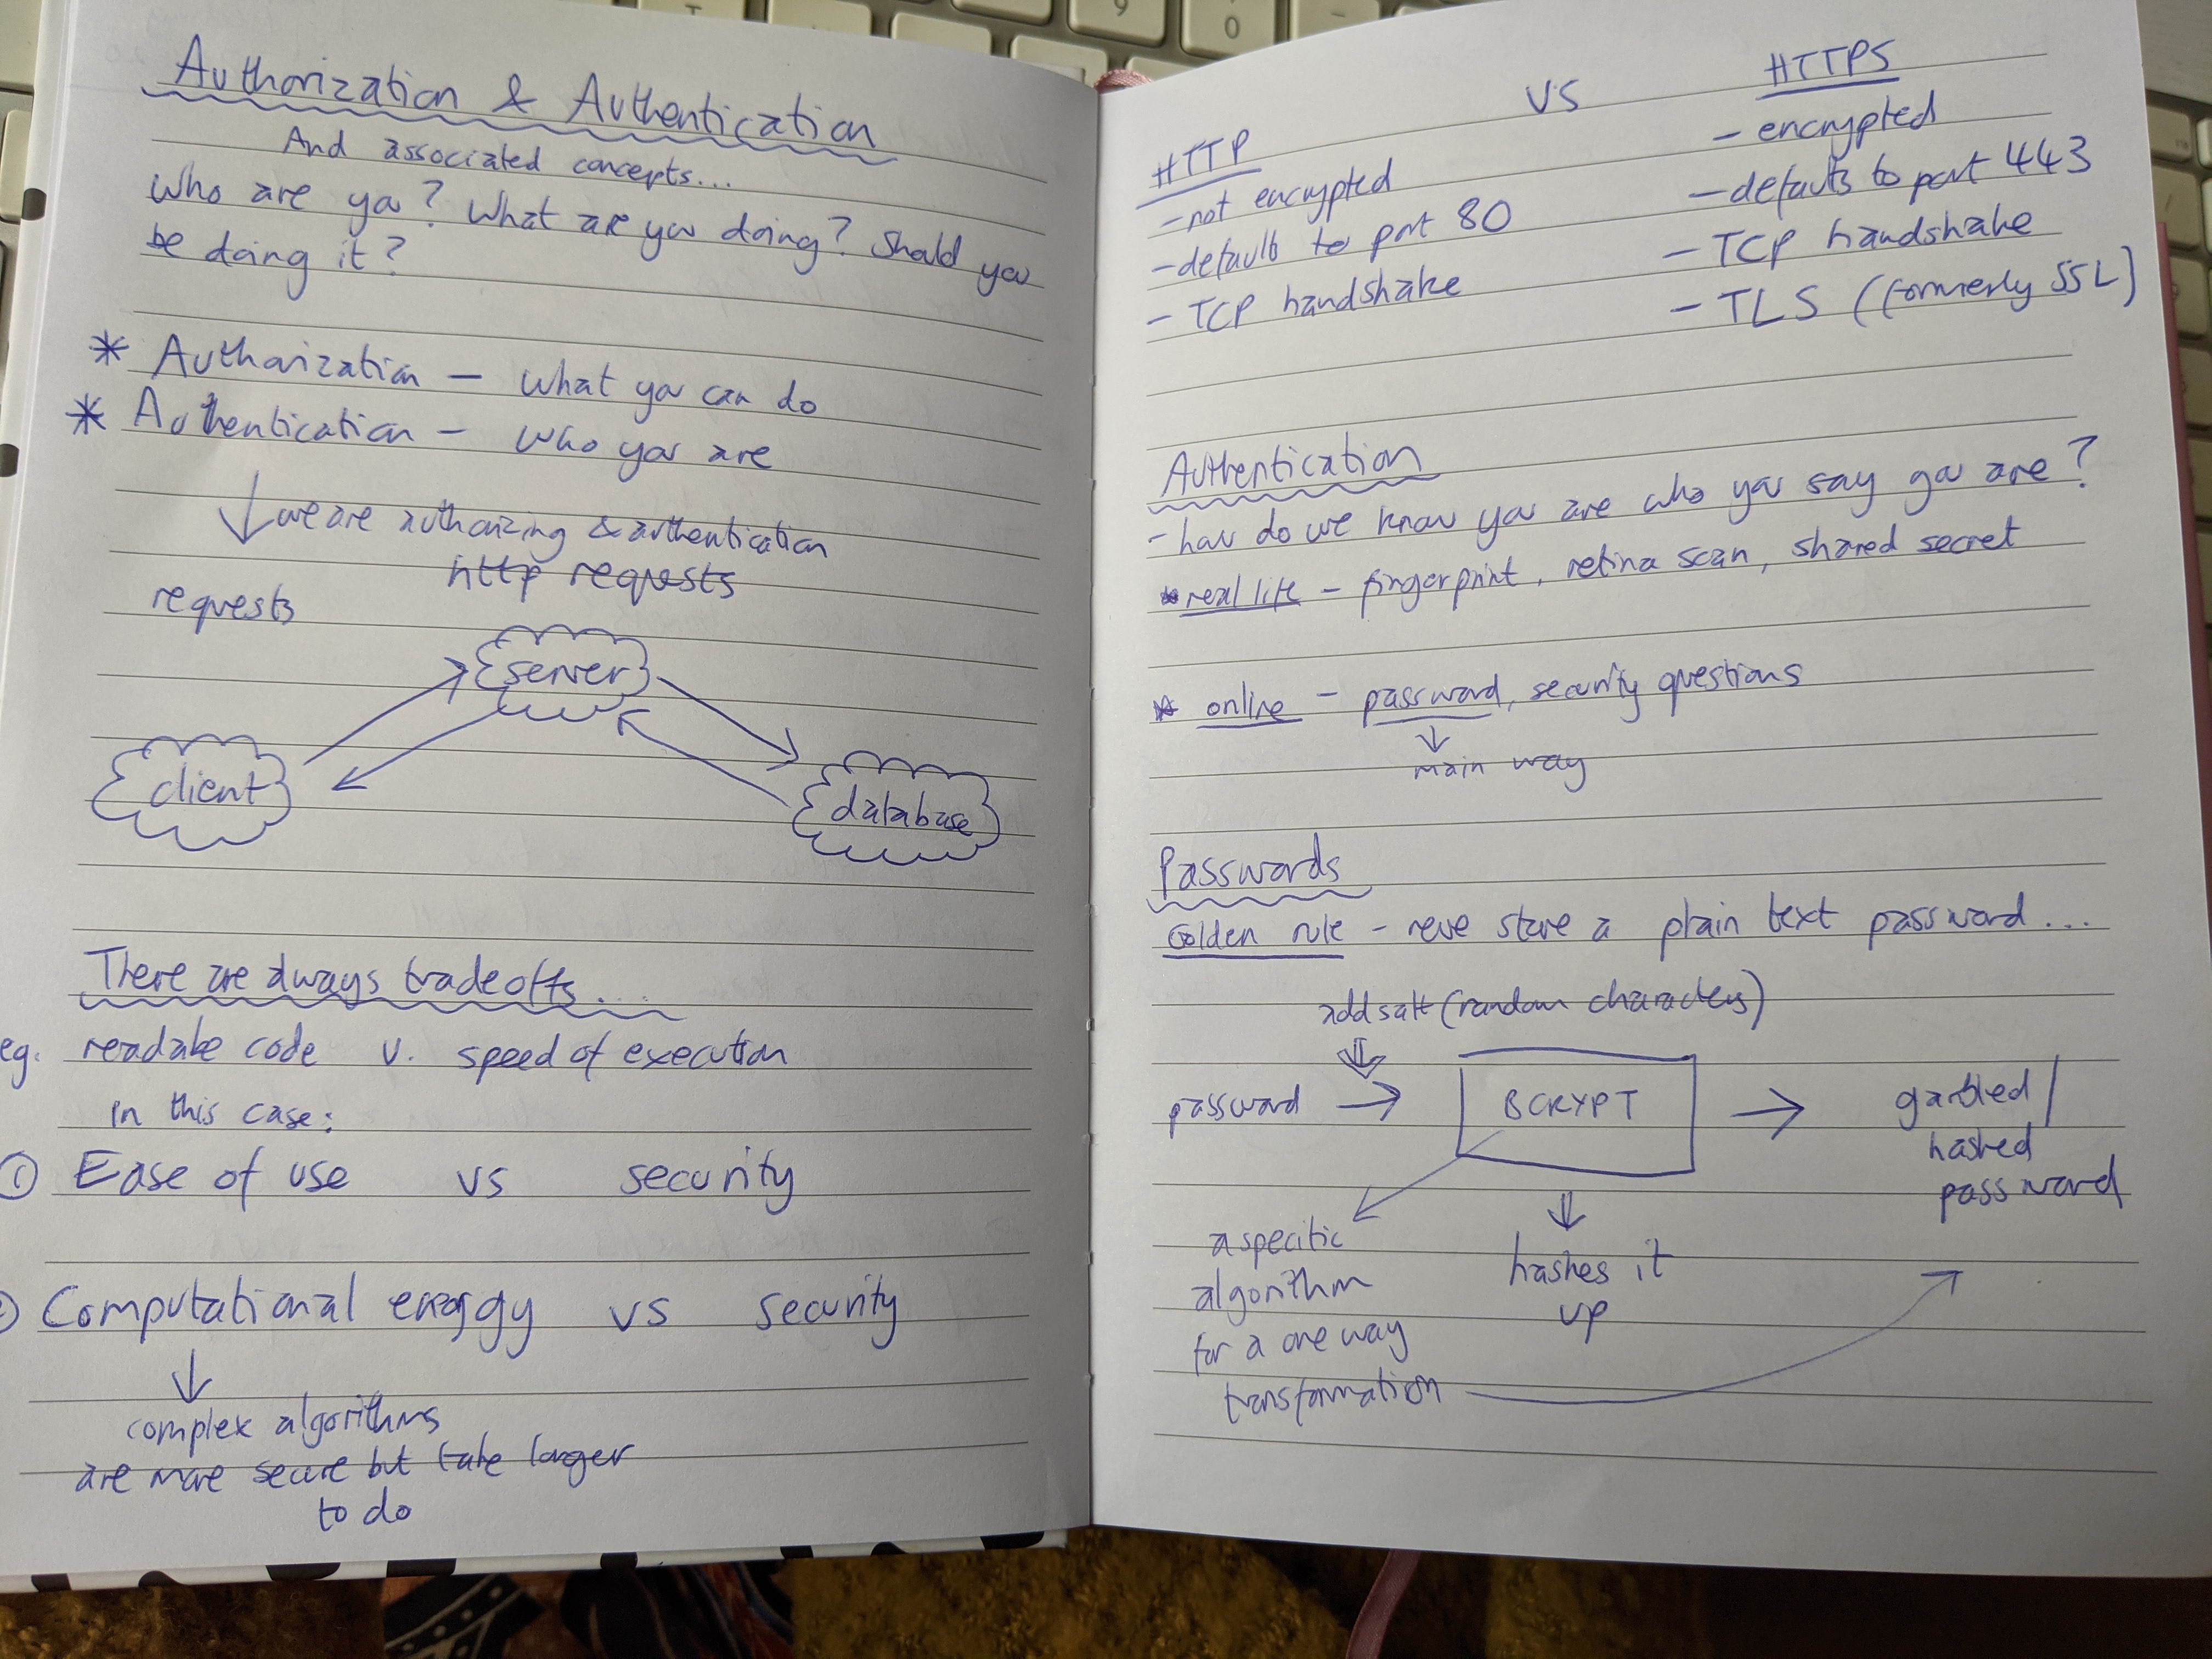 Authorization & Authentication
And associated concepts...
Who are ya? What are you doing? Should you
be doing it?
* Authorization – what you can do
* Authentication – who you are
↓ we are authorizing & authentication
http requests
requests
server
client
database
There are always tradeoffs...
eg. readable code v. speed of execution
in this case:
① Ease of use vs security
② Computational energy vs security
↓
complex algorithms
are more secure but take longer
to do
HTTP vs HTTPS
- not encrypted
- defaults to port 80
- TCP handshake
- encrypted
- defaults to port 443
- TCP handshake
- TLS (formerly SSL)
Authentication
- how do we know you are who you say you are?
* real life – fingerprint, retina scan, shared secret
* online – password, security questions
↓
main way
Passwords
Golden rule – neve store a plain text password...
add salt (random characters)
password → BCRYPT → garbled/
hashed
password
a specific
algorithm
for a one way
transformation
hashes it
up